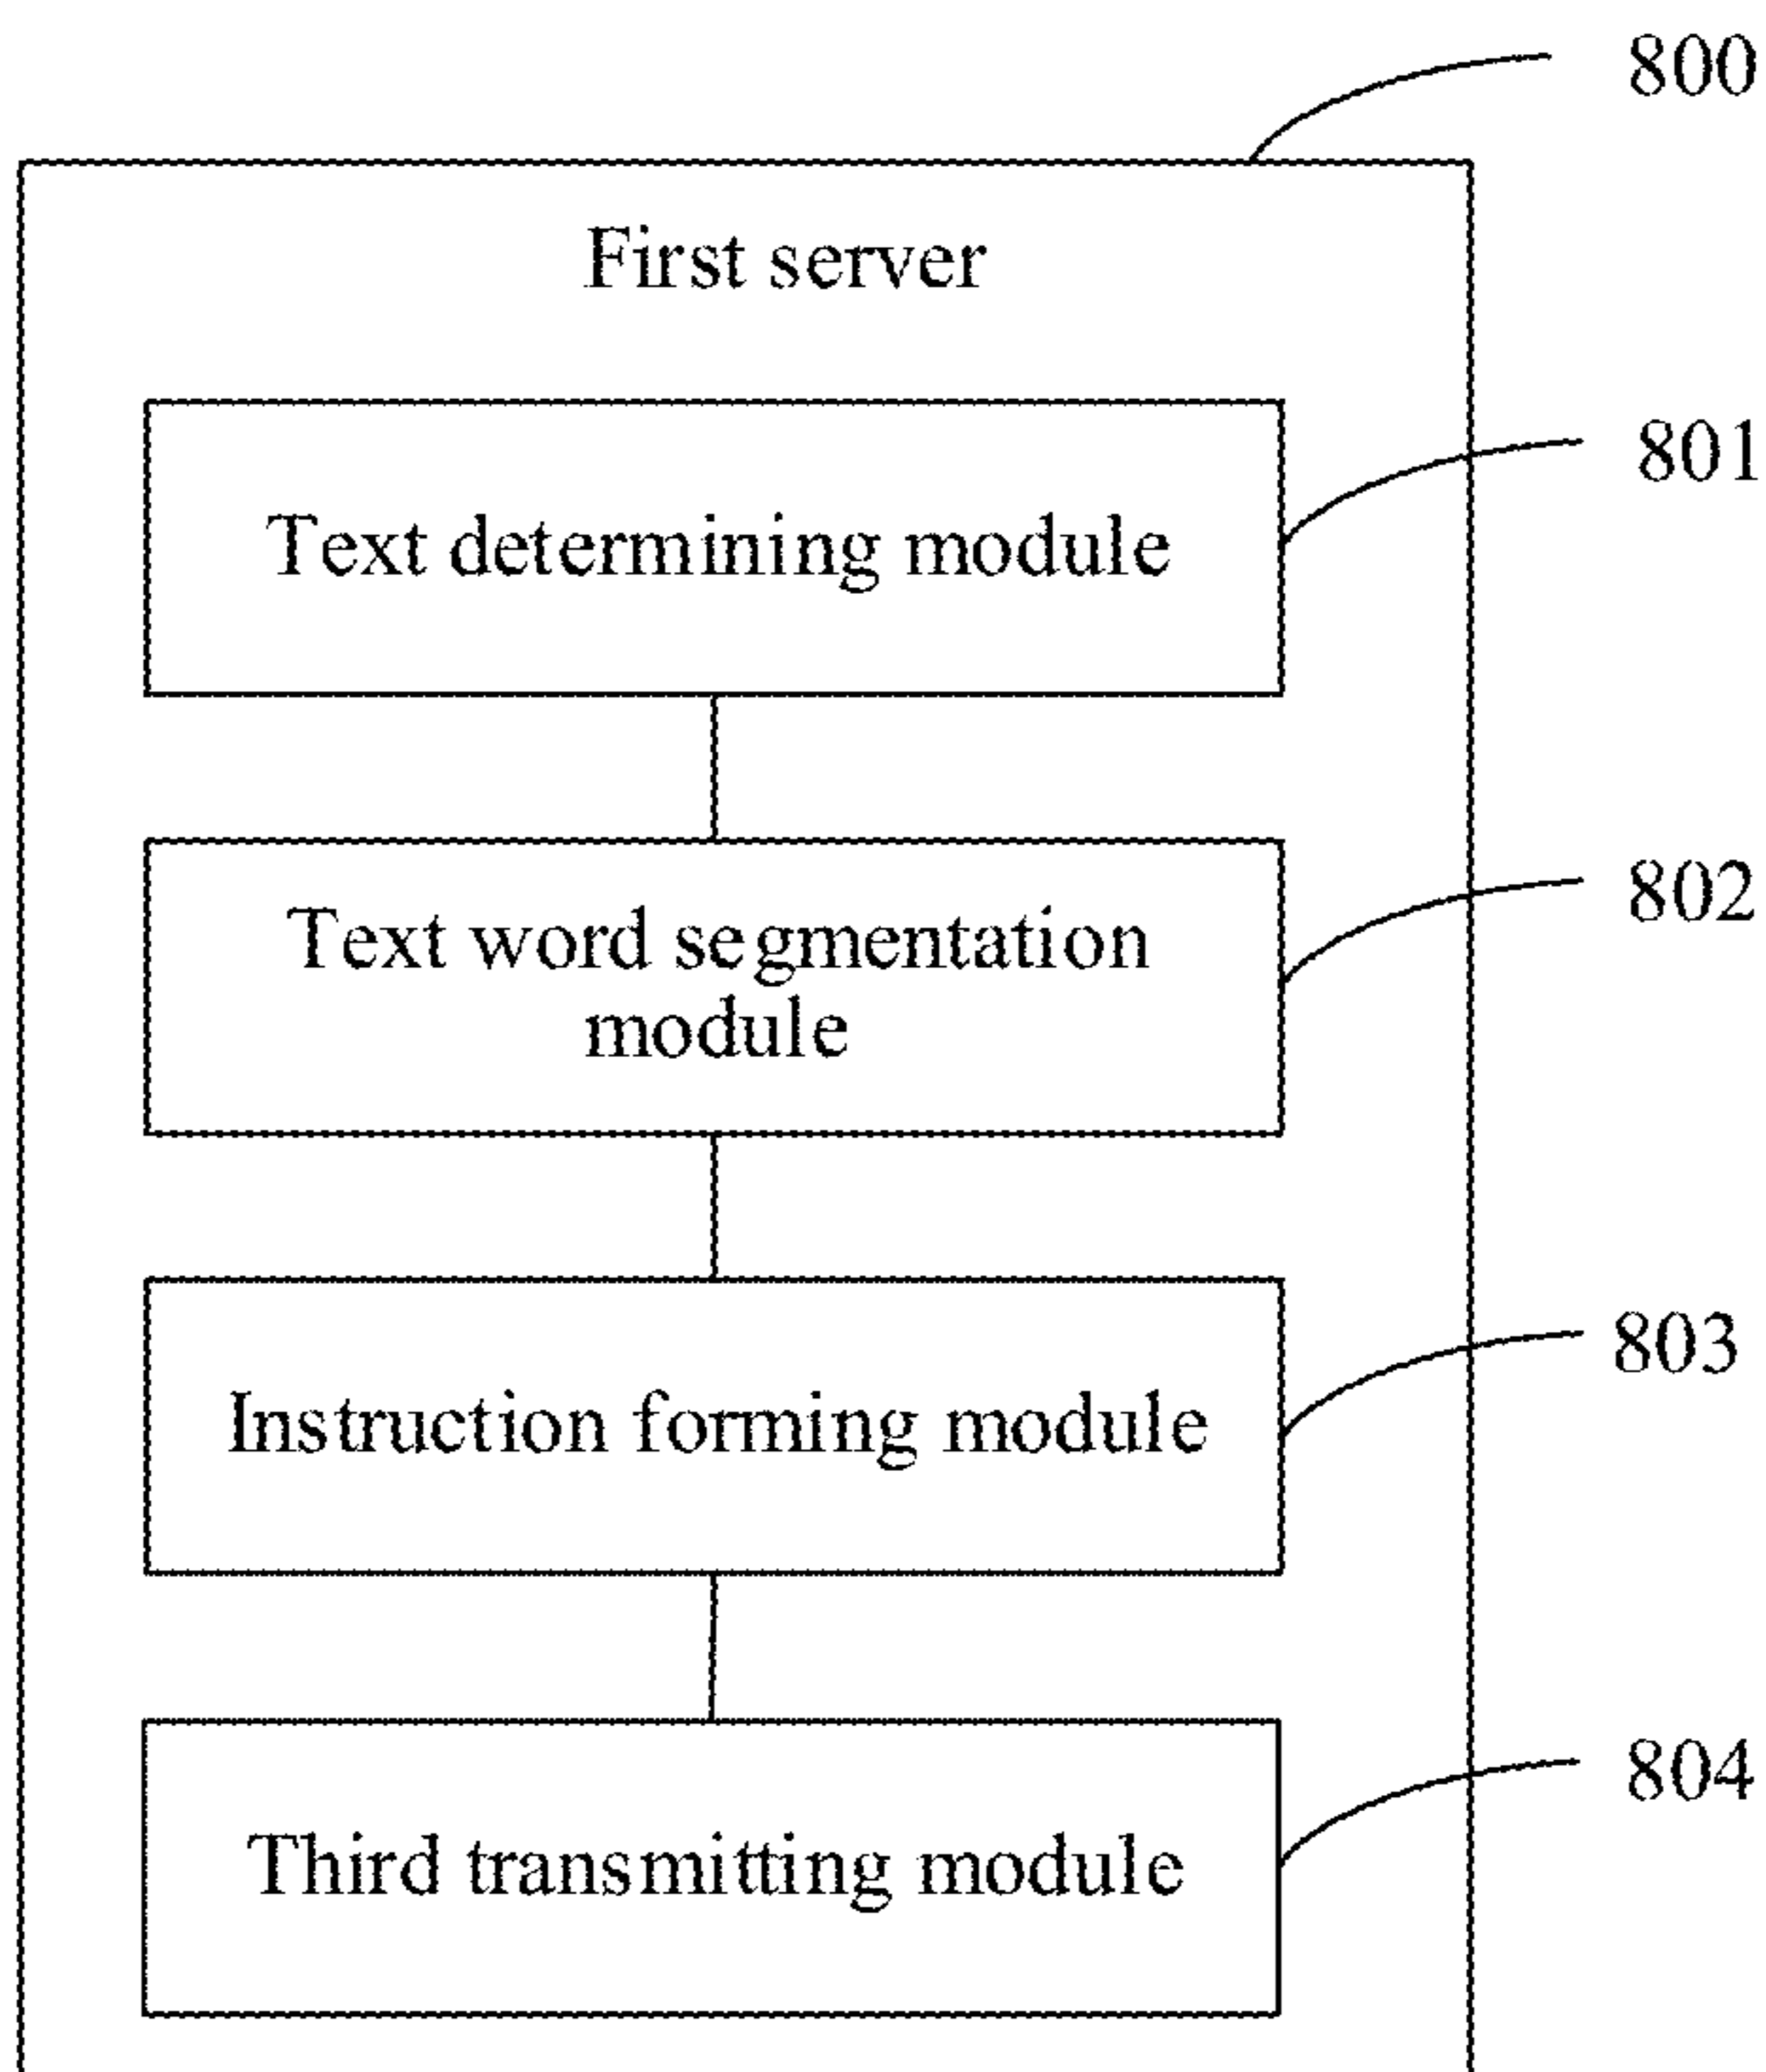 800
First server
801
Text determining module
802
Text word segmentation
module
803
Instruction forming module
804
Third transmitting module